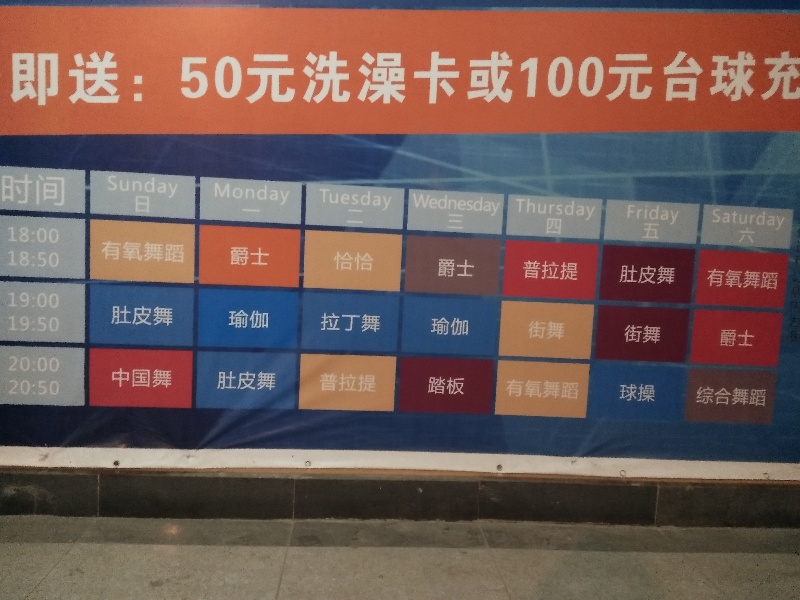 即送：50元洗澡卡或100元台球充
时间 Sunday 日 Monday 一 Tuesday 二 Wednesday 三 Thursday 四 Friday 五 Saturday 六
18:00 18:50 有氧舞蹈 爵士 恰恰 爵士 普拉提 肚皮舞 有氧舞蹈
19:00 19:50 肚皮舞 瑜伽 拉丁舞 瑜伽 街舞 街舞 爵士
20:00 20:50 中国舞 肚皮舞 普拉提 踏板 有氧舞蹈 球操 综合舞蹈